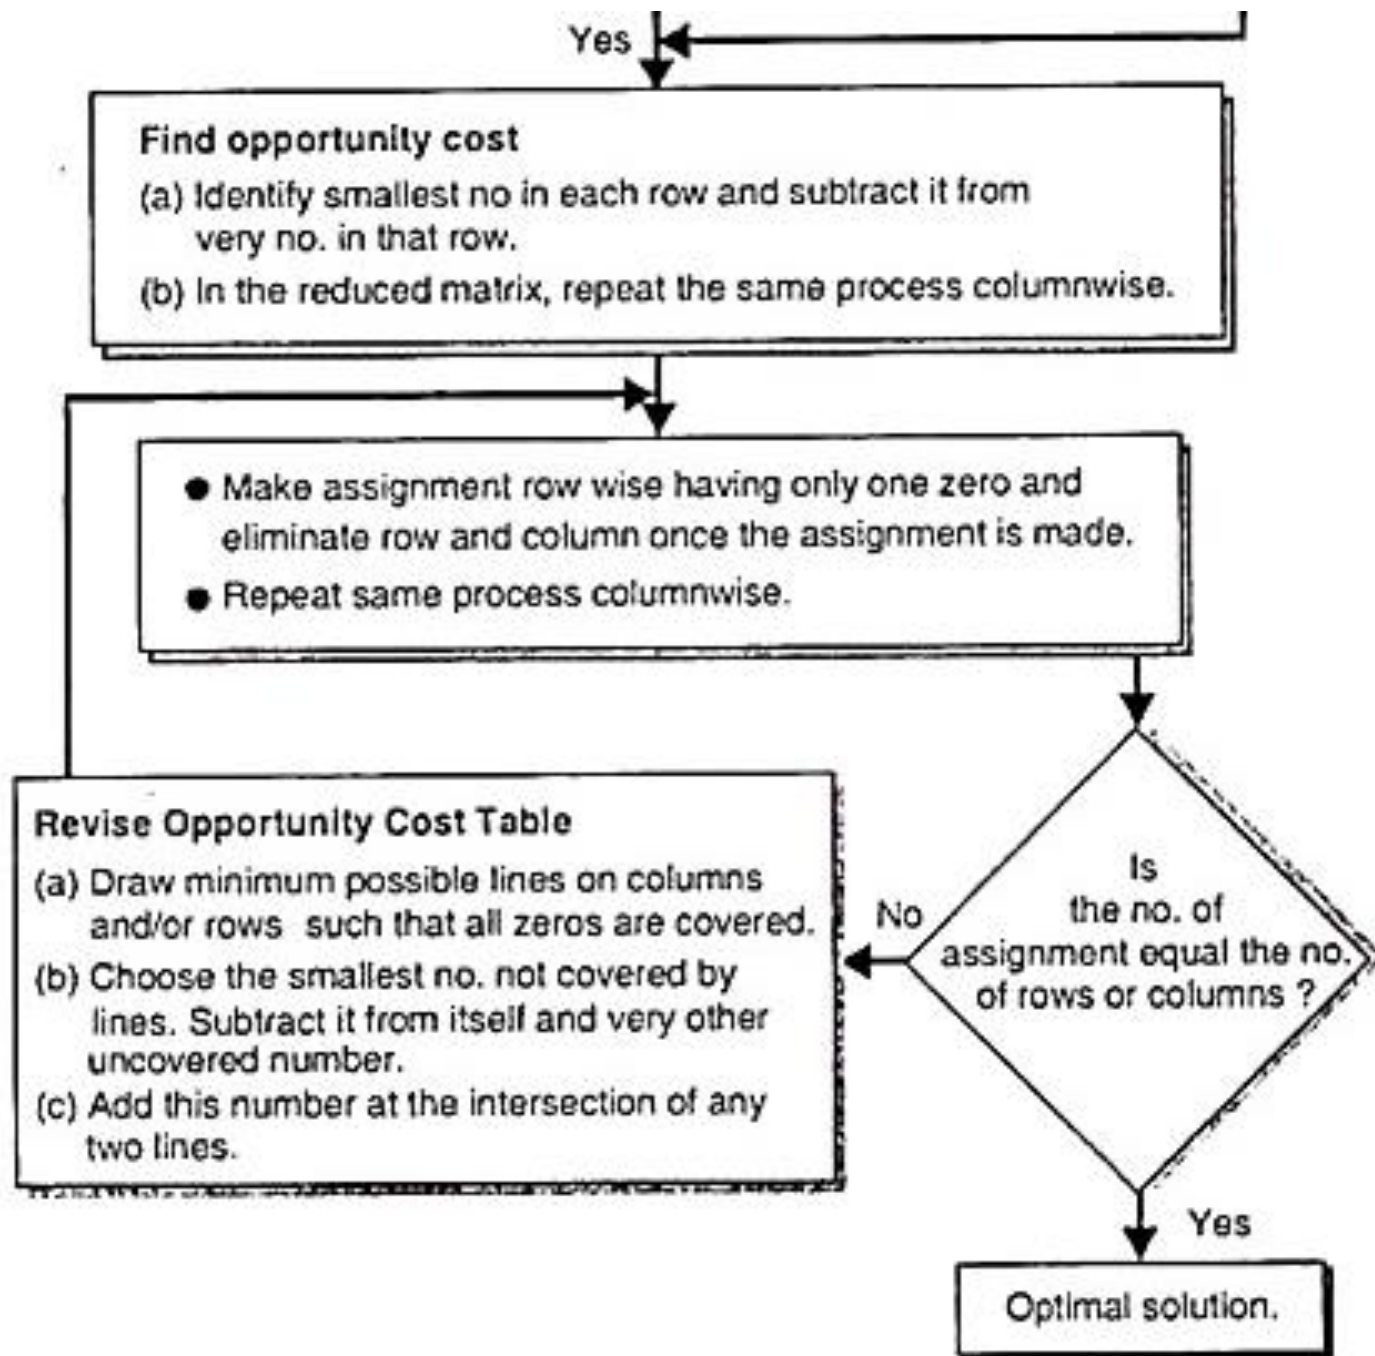 Yes
Find opportunity cost
(a) Identify smallest no in each row and subtract it from
very no. in that row.
(b) In the reduced matrix, repeat the same process columnwise.
● Make assignment row wise having only one zero and
eliminate row and column once the assignment is made.
● Repeat same process columnwise.
Revise Opportunity Cost Table
(a) Draw minimum possible lines on columns
and/or rows such that all zeros are covered.
(b) Choose the smallest no. not covered by
lines. Subtract it from itself and very other
uncovered number.
(c) Add this number at the intersection of any
two lines.
No
Is
the no. of
assignment equal the no.
of rows or columns ?
Yes
Optimal solution.